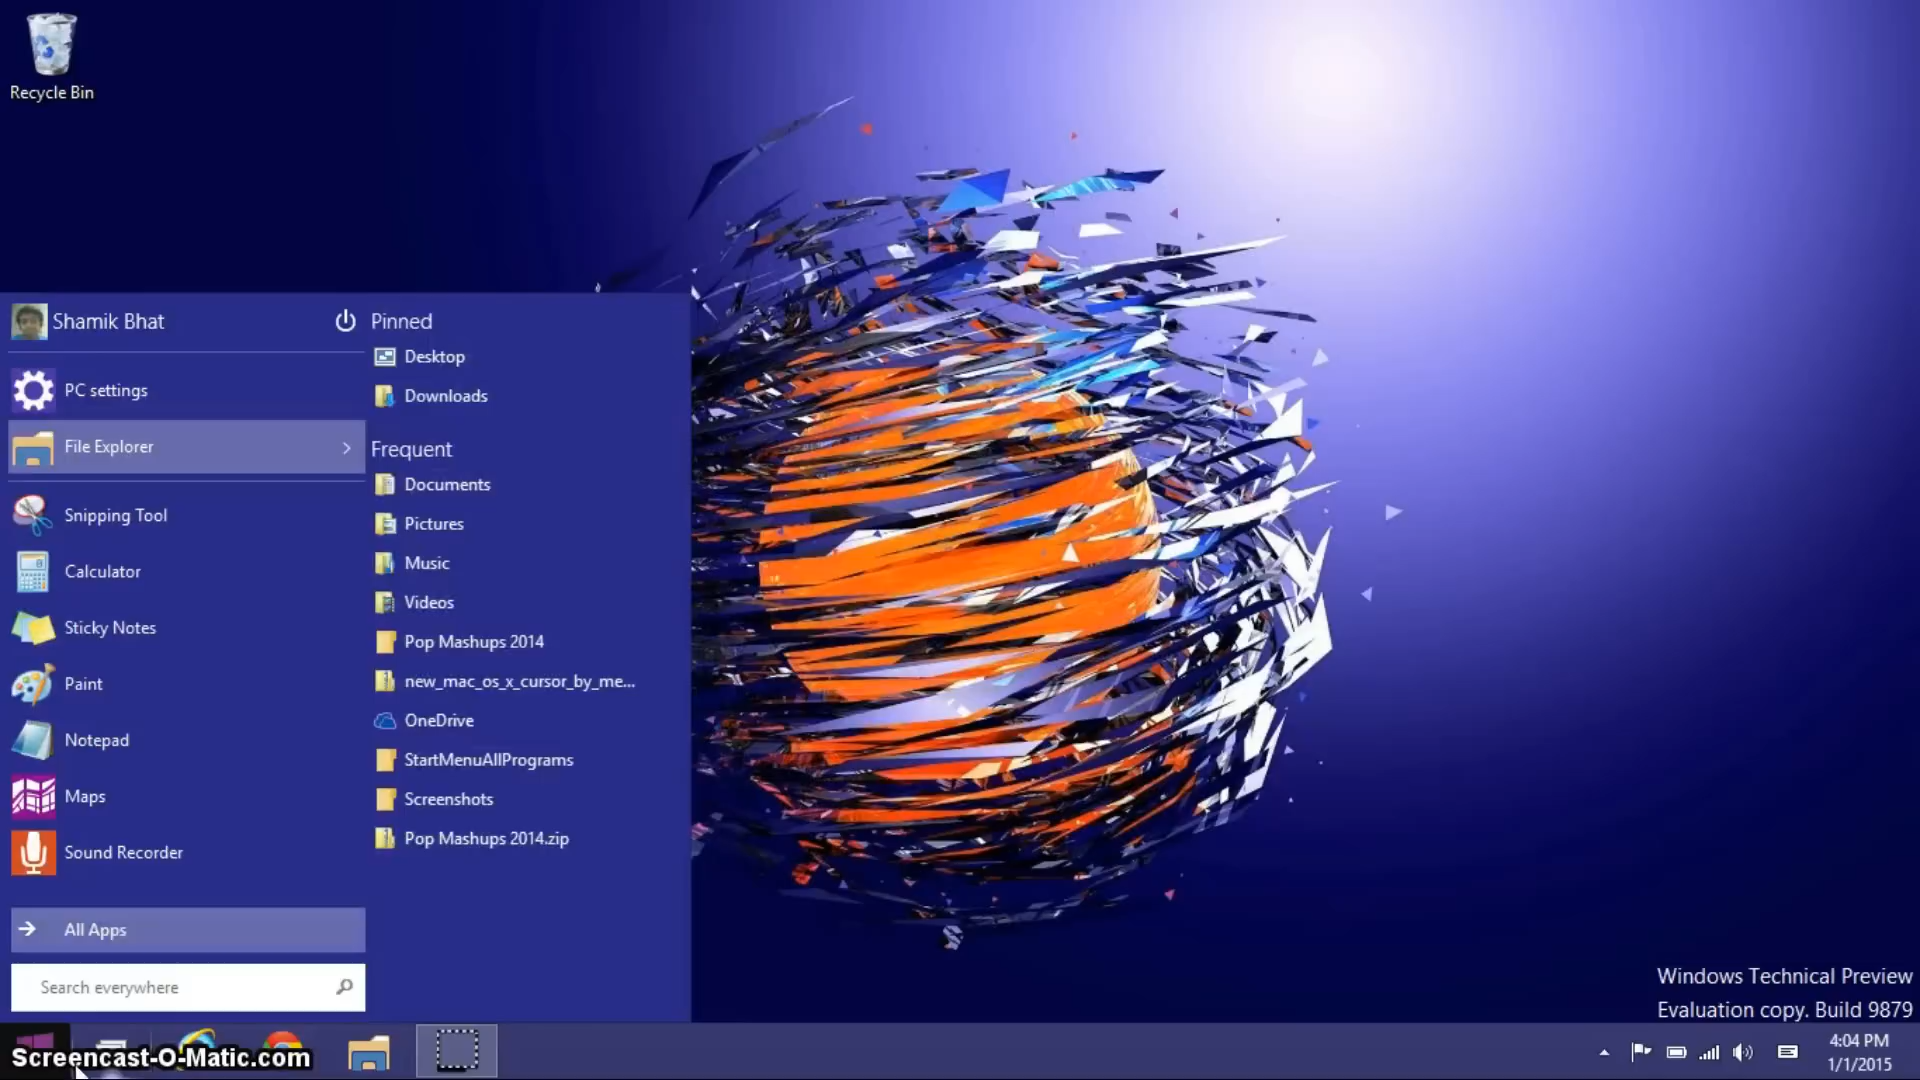 Recycle Bin
Shamik Bhat
PC settings
File Explorer
Snipping Tool
Calculator
Sticky Notes
Paint
Notepad
Maps
Sound Recorder
All Apps
Search everywhere
Pinned
Desktop
Downloads
Frequent
Documents
Pictures
Music
Videos
Pop Mashups 2014
new_mac_os_x_cursor_by_me...
OneDrive
StartMenuAllPrograms
Screenshots
Pop Mashups 2014.zip
Windows Technical Preview
Evaluation copy. Build 9879
Screencast-O-Matic.com
4:04 PM
1/1/2015